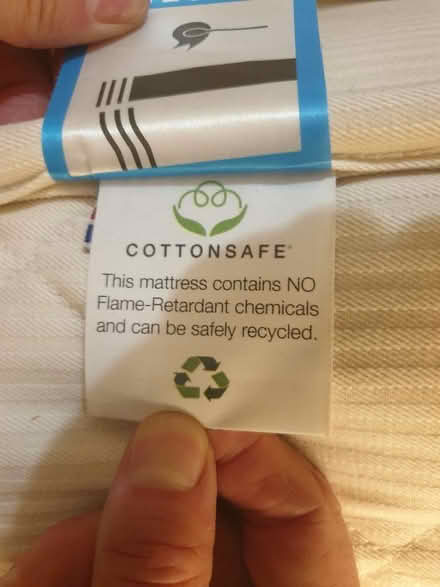 COTTONSAFE®
This mattress contains NO
Flame-Retardant chemicals
and can be safely recycled.